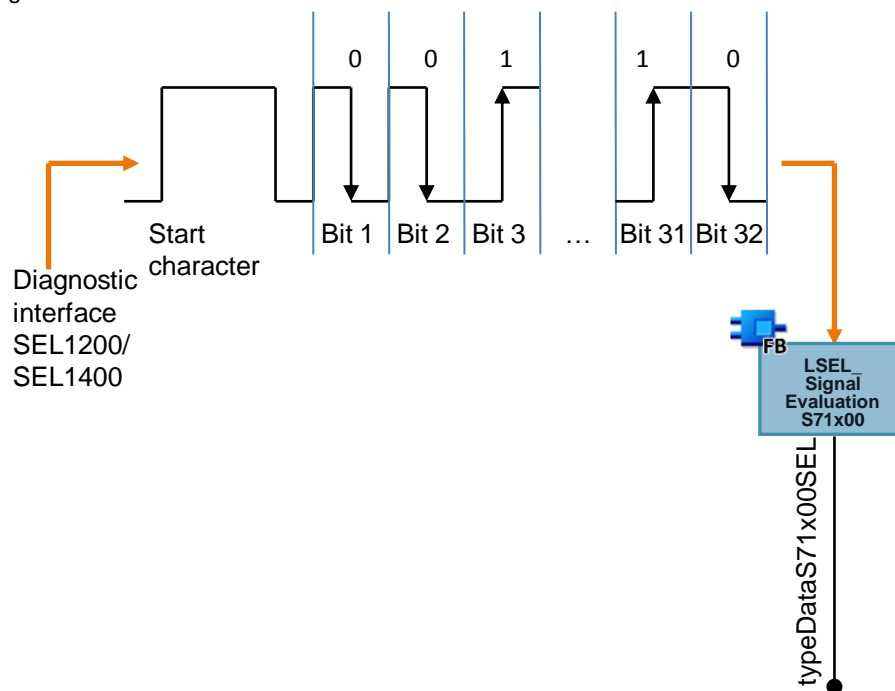 0 0 1 1 0
Start
character
Bit 1 Bit 2 Bit 3 … Bit 31 Bit 32
Diagnostic
interface
SEL1200/
SEL1400
FB
LSEL_
Signal
Evaluation
S71x00
typeDataS71x00SEL